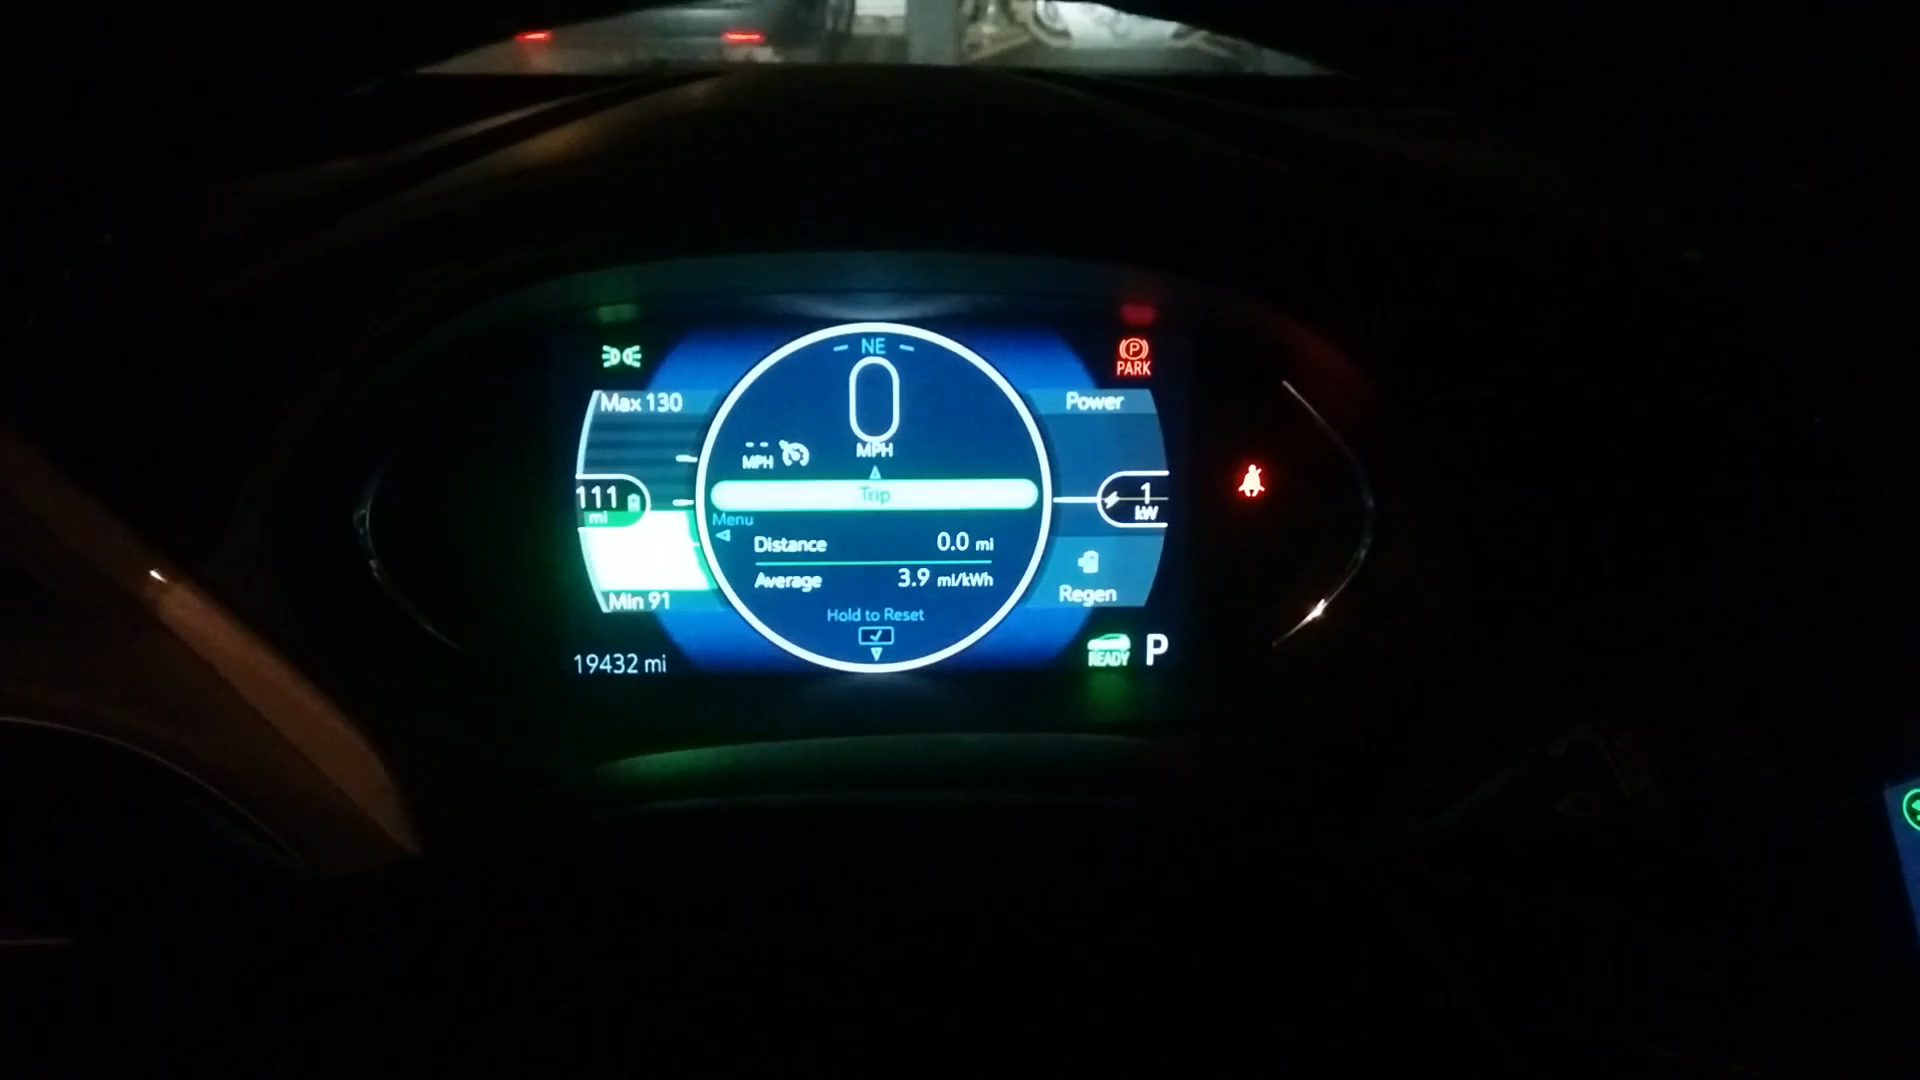 NE
PARK
Max 130
Power
0
-- MPH
MPH
111
mi
Trip
1
kW
Menu
Distance 0.0 mi
Average 3.9 mi/kWh
Regen
Min 91
Hold to Reset
19432 mi
READY P